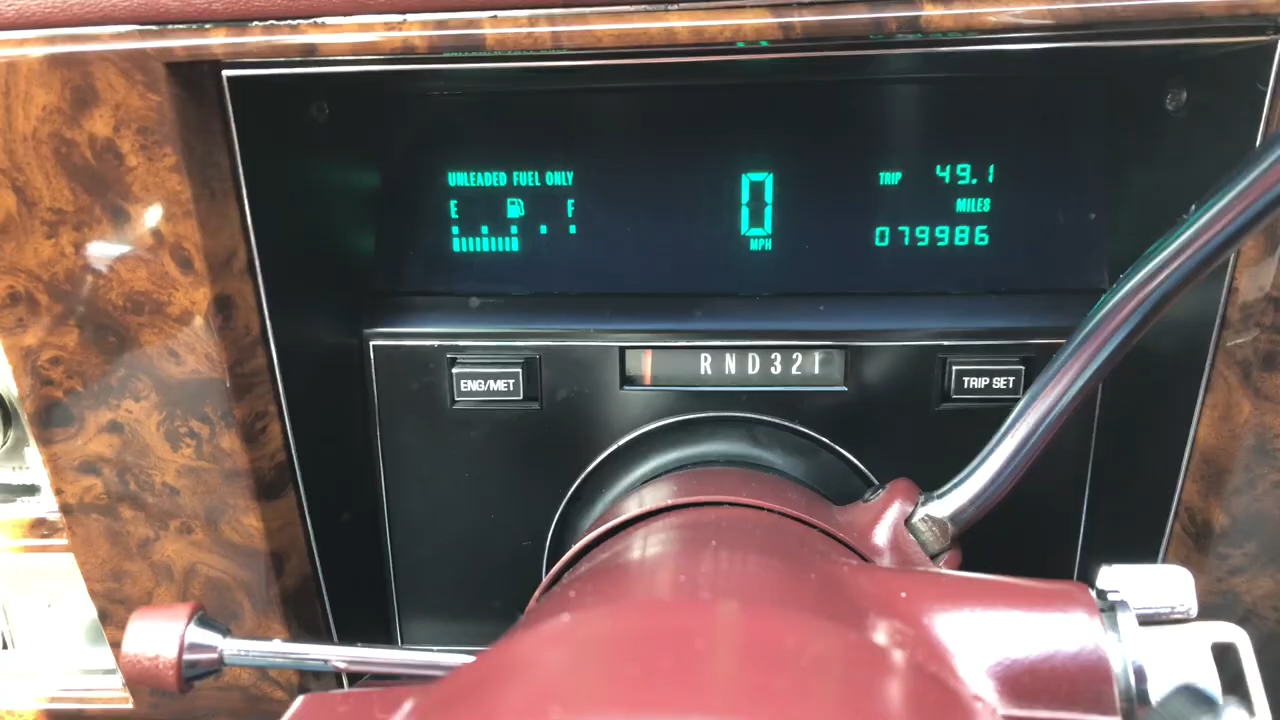 UNLEADED FUEL ONLY
E F
0
MPH
TRIP 49.1
MILES
079986
ENG/MET
RND321
TRIP SET